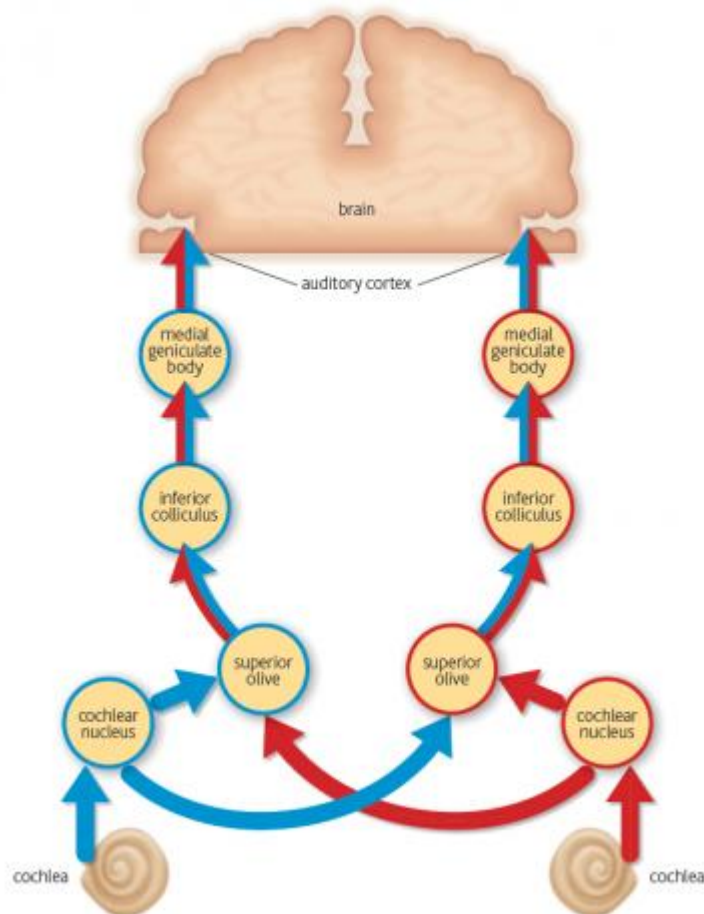 brain
auditory cortex
medial
geniculate
body
medial
geniculate
body
inferior
colliculus
inferior
colliculus
superior
olive
superior
olive
cochlear
nucleus
cochlear
nucleus
cochlea
cochlea